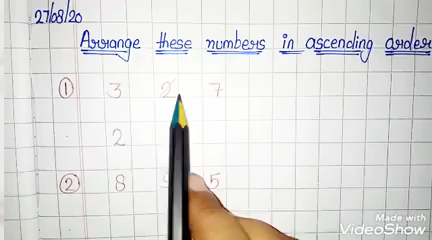 27/08/20
Arrange these numbers in ascending arder
① 3 2 7
2
② 8 5
Made with
VideoShow